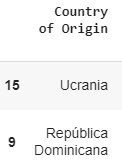 Country
of Origin
15 Ucrania
9 República
Dominicana